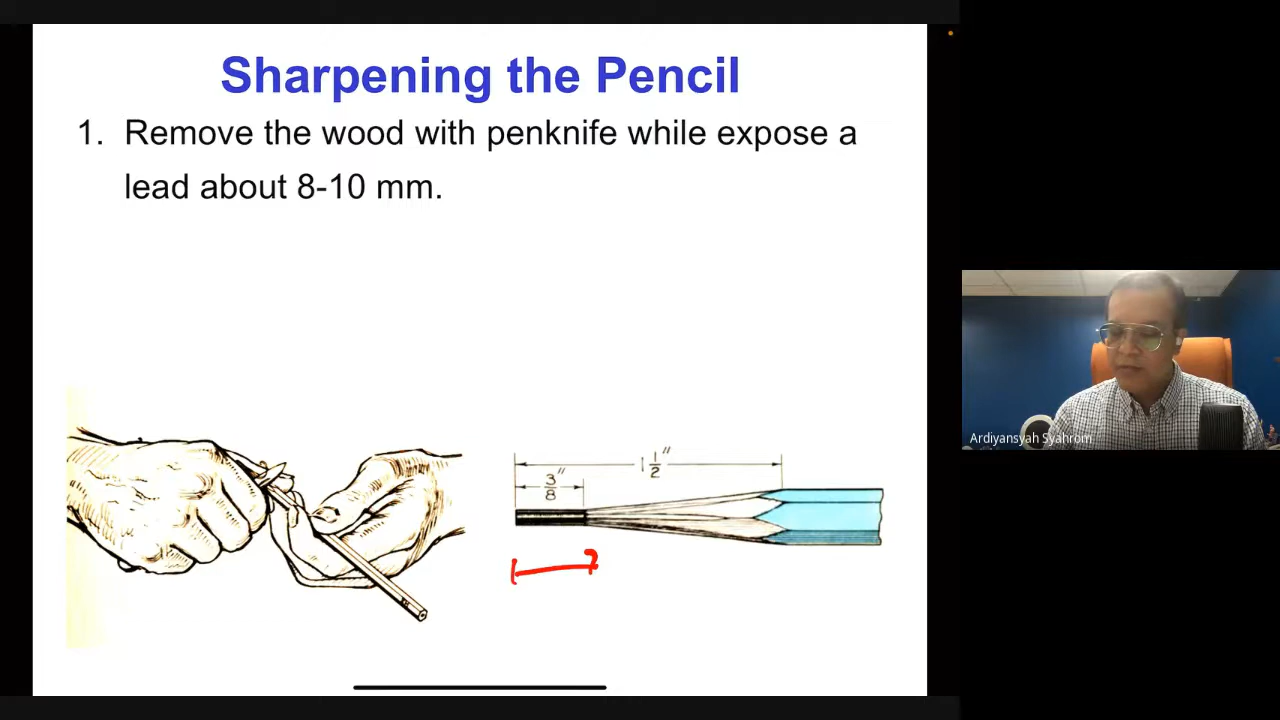 Sharpening the Pencil
1. Remove the wood with penknife while expose a
lead about 8-10 mm.
1 1/2"
3/8"
Ardiyansyah Syahrom